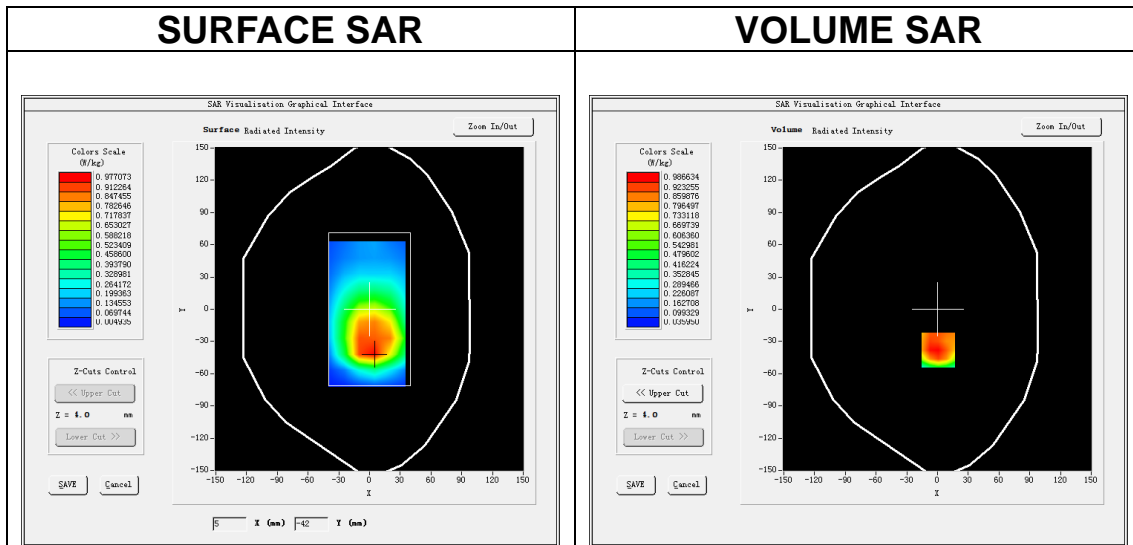 SURFACE SAR
VOLUME SAR
SAR Visualisation Graphical Interface
Surface Radiated Intensity
Zoom In/Out
Colors Scale
(W/kg)
0.977073
0.912264
0.847455
0.782646
0.717837
0.653027
0.588218
0.523409
0.458600
0.393790
0.328981
0.264172
0.199363
0.134553
0.069744
0.004935
Z-Cuts Control
<< Upper Cut
Z = 4.0 mm
Lower Cut >>
SAVE
Cancel
150
120
90
60
30
0
-30
-60
-90
-120
-150
Y
-150 -120 -90 -60 -30 0 30 60 90 120 150
X
5 X (mm) -42 Y (mm)
SAR Visualisation Graphical Interface
Volume Radiated Intensity
Zoom In/Out
Colors Scale
(W/kg)
0.986634
0.923255
0.859876
0.796497
0.733118
0.669739
0.606360
0.542981
0.479602
0.416224
0.352845
0.289466
0.226087
0.162708
0.099329
0.035950
Z-Cuts Control
<< Upper Cut
Z = 4.0 mm
Lower Cut >>
SAVE
Cancel
150
120
90
60
30
0
-30
-60
-90
-120
-150
Y
-150 -120 -90 -60 -30 0 30 60 90 120 150
X